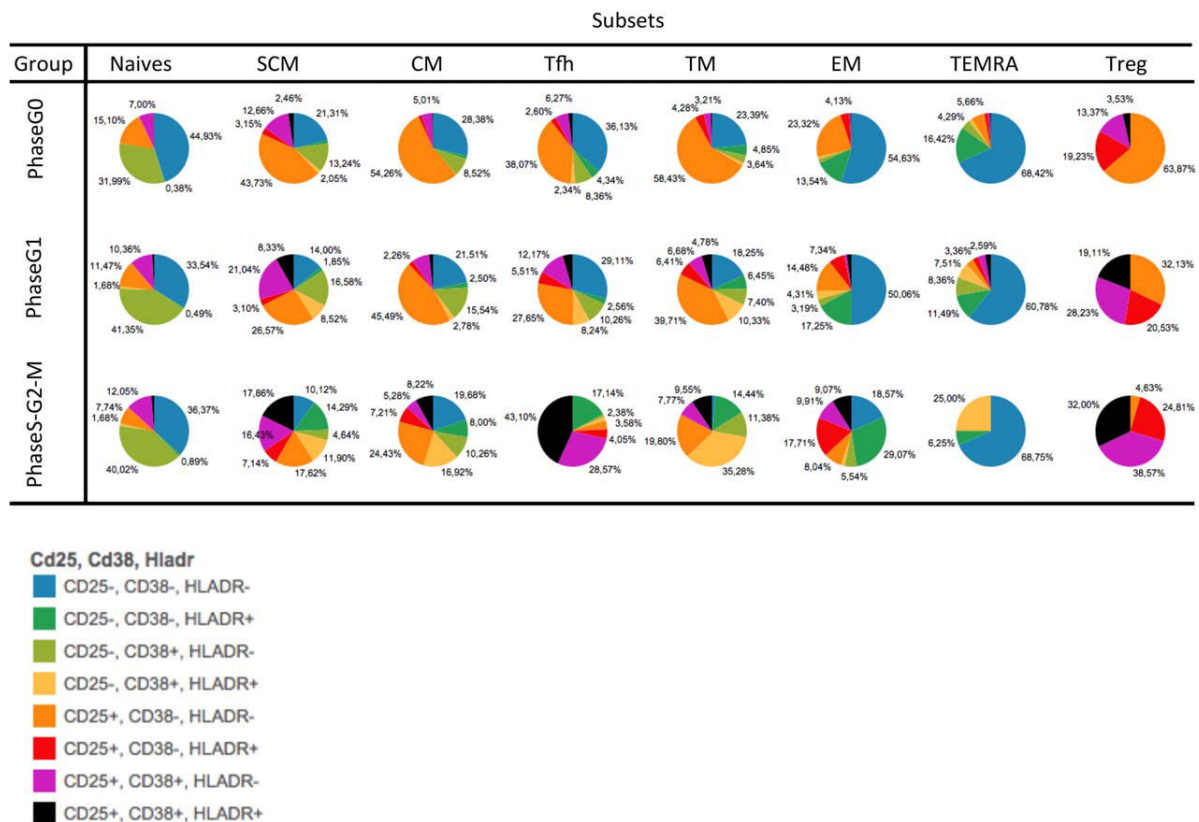 Subsets
Group Naives SCM CM Tfh TM EM TEMRA Treg
PhaseG0
7,00% 15,10% 44,93% 31,99% 0,38%
2,46% 12,66% 21,31% 3,15% 13,24% 2,05% 43,73%
5,01% 28,38% 54,26% 8,52%
6,27% 2,60% 36,13% 38,07% 4,34% 2,34% 8,36%
3,21% 4,28% 23,39% 4,85% 3,64% 58,43%
4,13% 23,32% 54,63% 13,54%
5,66% 4,29% 16,42% 68,42%
3,53% 13,37% 19,23% 63,87%
PhaseG1
10,36% 11,47% 33,54% 1,68% 0,49% 41,35%
8,33% 14,00% 21,04% 1,85% 16,58% 3,10% 8,52% 26,57%
2,26% 21,51% 2,50% 15,54% 45,49% 2,78%
12,17% 5,51% 29,11% 2,56% 27,65% 10,26% 8,24%
4,78% 6,68% 18,25% 6,41% 6,45% 7,40% 39,71% 10,33%
7,34% 14,48% 4,31% 50,06% 3,19% 17,25%
2,59% 3,36% 7,51% 8,36% 60,78% 11,49%
19,11% 32,13% 28,23% 20,53%
PhaseS-G2-M
12,05% 7,74% 1,68% 36,37% 0,89% 40,02%
17,86% 10,12% 14,29% 16,43% 4,64% 7,14% 11,90% 17,62%
8,22% 5,28% 19,68% 7,21% 8,00% 24,43% 10,26% 16,92%
17,14% 43,10% 2,38% 3,58% 4,05% 28,57%
9,55% 7,77% 14,44% 11,38% 19,80% 35,28%
9,07% 9,91% 18,57% 17,71% 29,07% 8,04% 5,54%
25,00% 6,25% 68,75%
4,63% 32,00% 24,81% 38,57%
Cd25, Cd38, Hladr
CD25-, CD38-, HLADR-
CD25-, CD38-, HLADR+
CD25-, CD38+, HLADR-
CD25-, CD38+, HLADR+
CD25+, CD38-, HLADR-
CD25+, CD38-, HLADR+
CD25+, CD38+, HLADR-
CD25+, CD38+, HLADR+